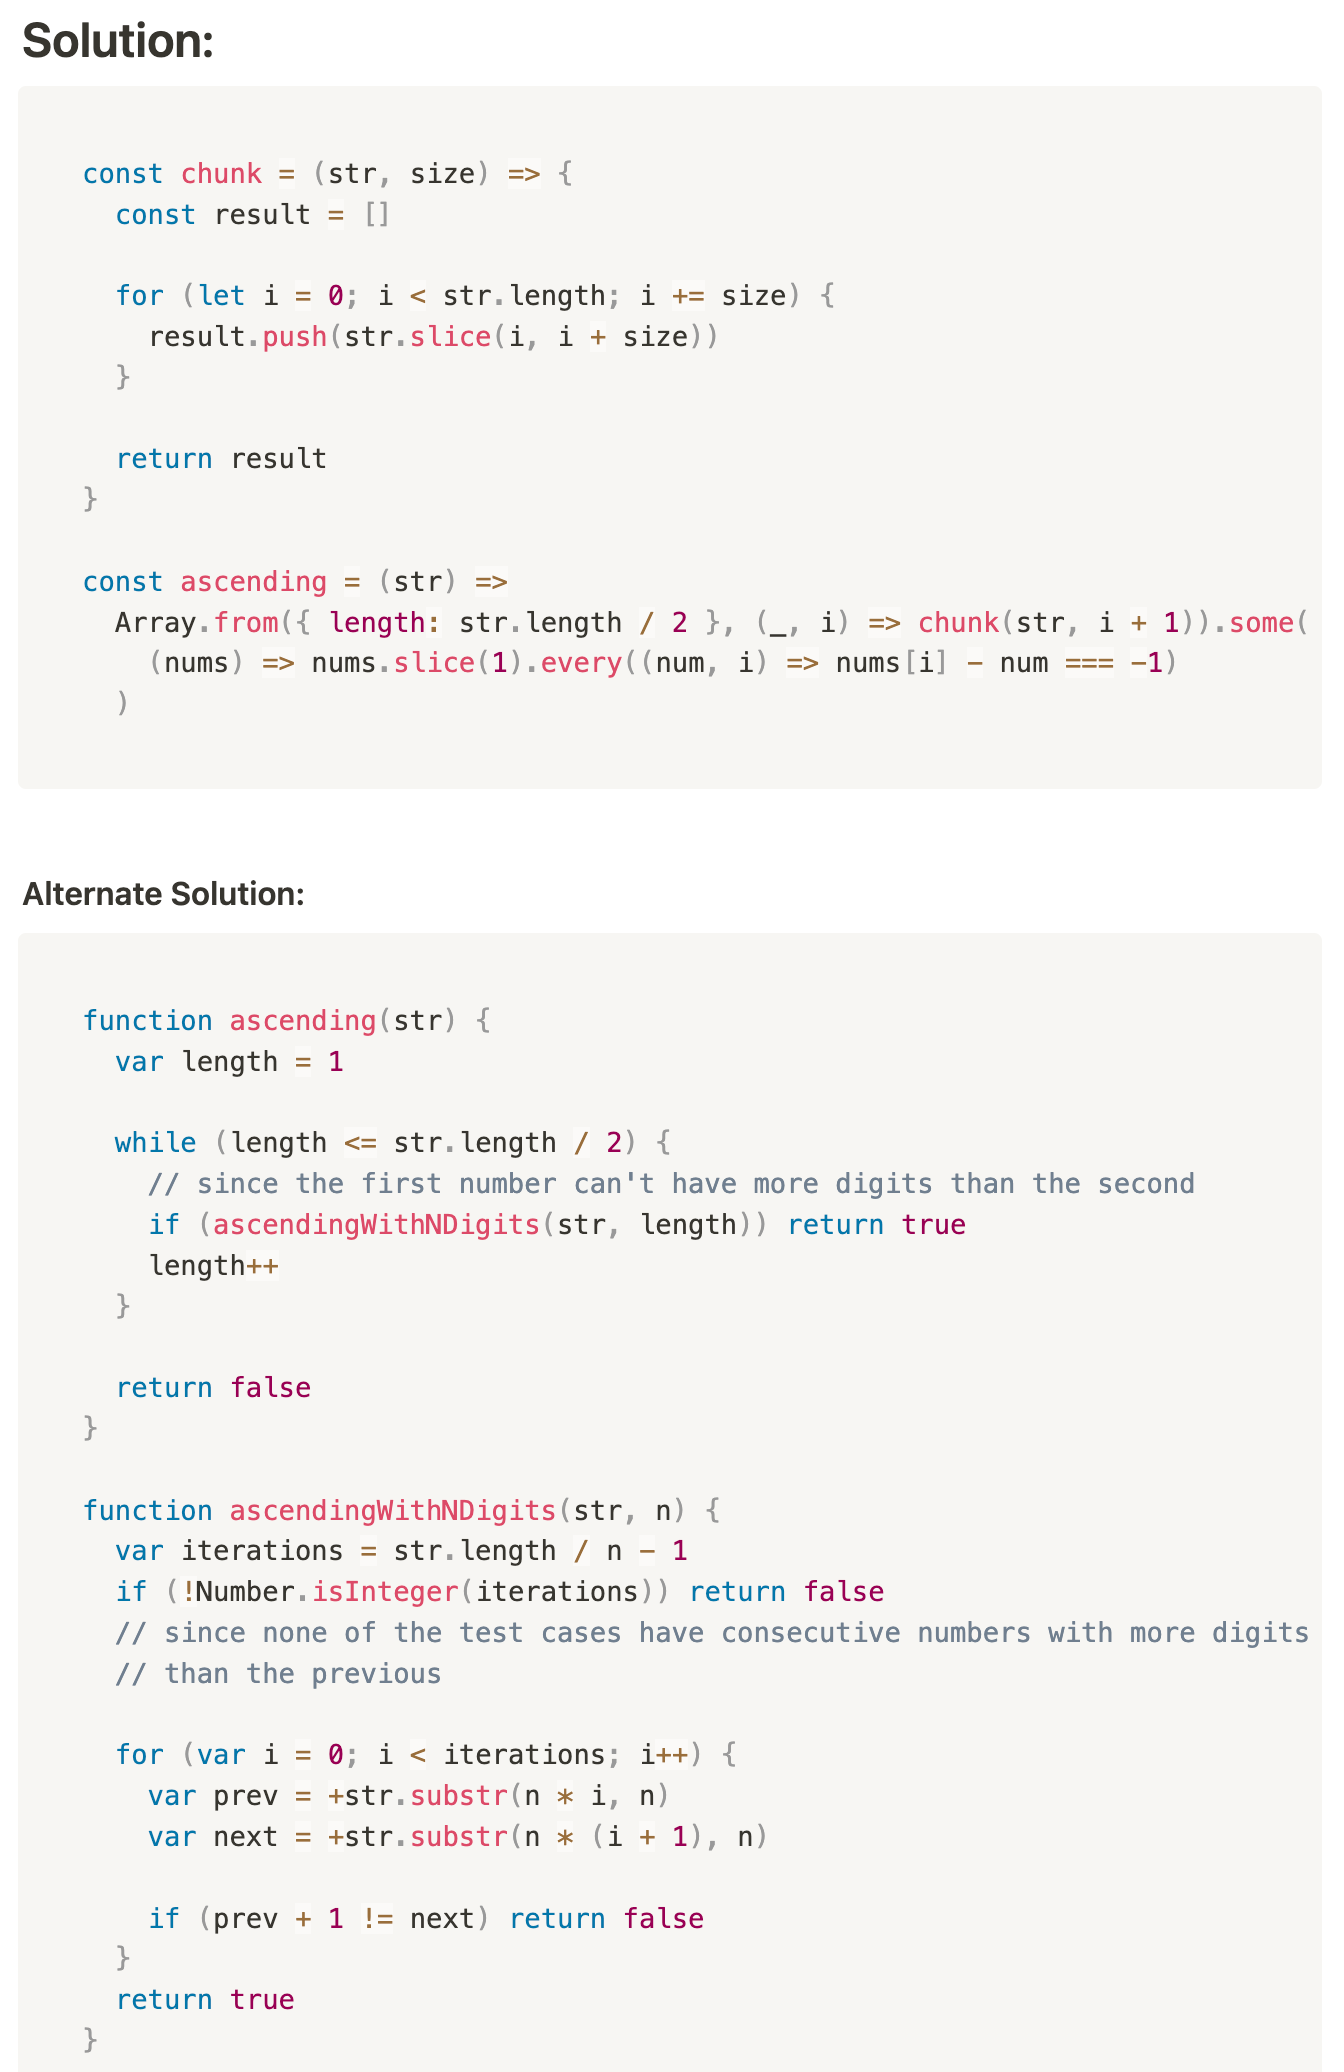 Solution:
const chunk = (str, size) => {
  const result = []

  for (let i = 0; i < str.length; i += size) {
    result.push(str.slice(i, i + size))
  }

  return result
}

const ascending = (str) =>
  Array.from({ length: str.length / 2 }, (_, i) => chunk(str, i + 1)).some(
    (nums) => nums.slice(1).every((num, i) => nums[i] - num === -1)
  )

Alternate Solution:
function ascending(str) {
  var length = 1

  while (length <= str.length / 2) {
    // since the first number can't have more digits than the second
    if (ascendingWithNDigits(str, length)) return true
    length++
  }

  return false
}

function ascendingWithNDigits(str, n) {
  var iterations = str.length / n - 1
  if (!Number.isInteger(iterations)) return false
  // since none of the test cases have consecutive numbers with more digits
  // than the previous

  for (var i = 0; i < iterations; i++) {
    var prev = +str.substr(n * i, n)
    var next = +str.substr(n * (i + 1), n)

    if (prev + 1 != next) return false
  }
  return true
}